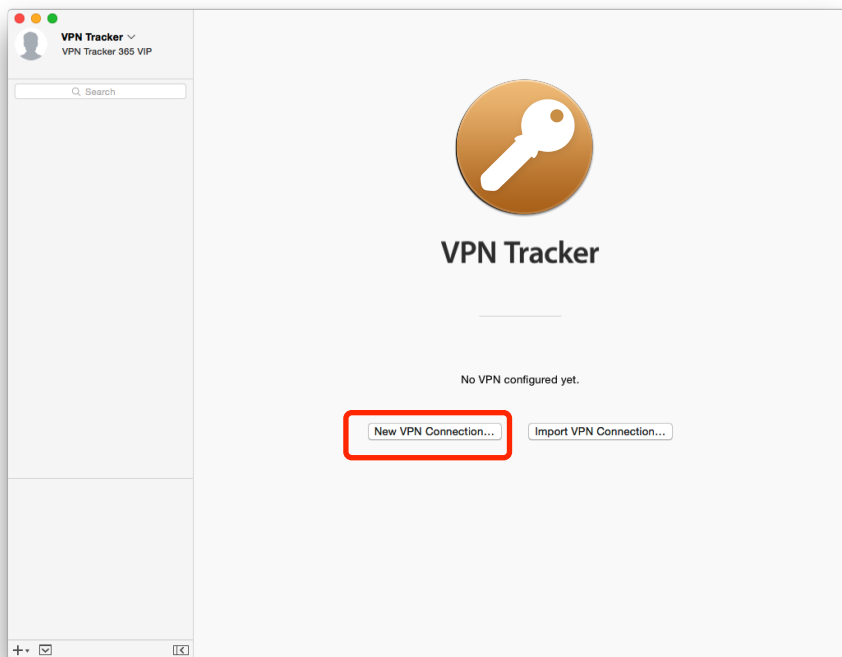 VPN Tracker
VPN Tracker 365 VIP
Search
VPN Tracker
No VPN configured yet.
New VPN Connection...
Import VPN Connection...